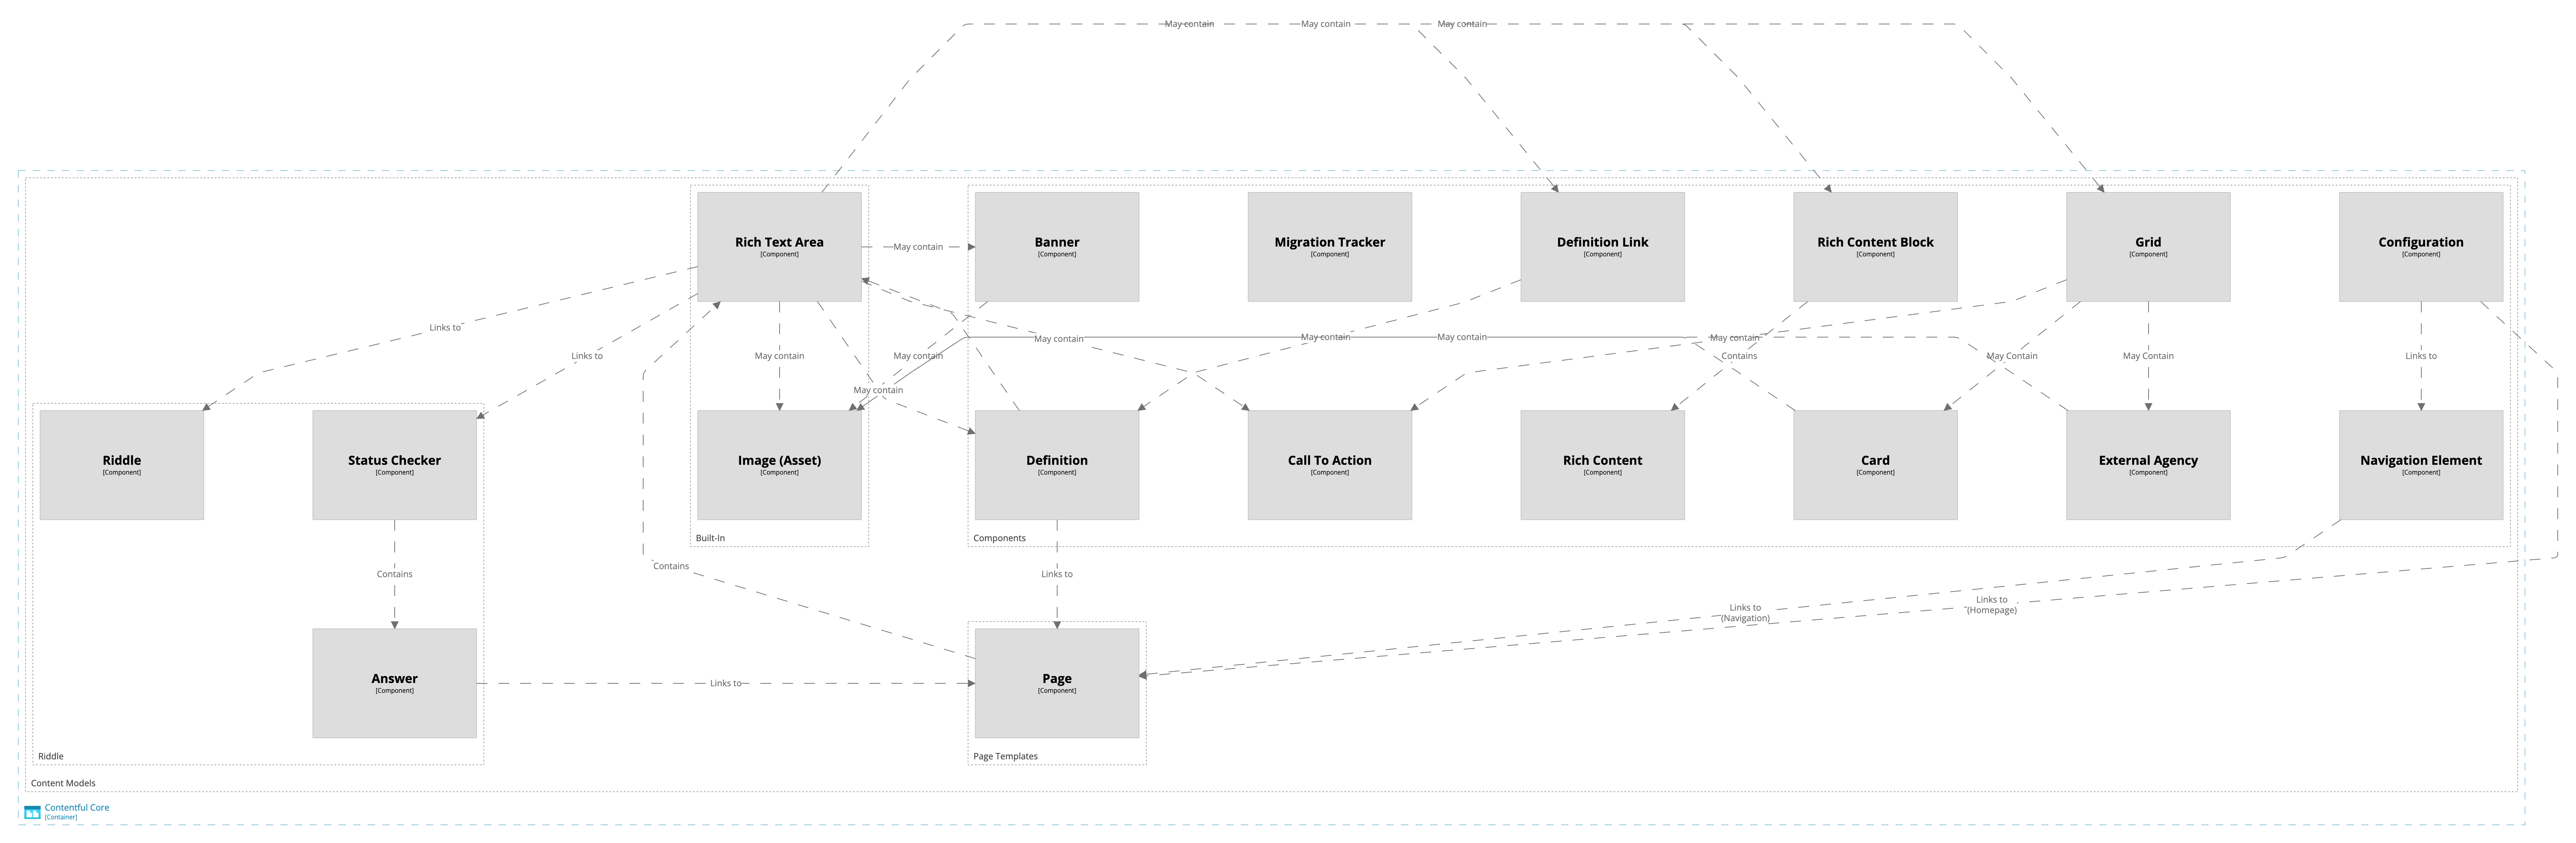 May contain
May contain
May contain
Rich Text Area
[Component]
May contain
Banner
[Component]
Migration Tracker
[Component]
Definition Link
[Component]
Rich Content Block
[Component]
Grid
[Component]
Configuration
[Component]
Links to
Links to
May contain
May contain
May contain
May contain
May contain
May contain
May contain
Contains
May Contain
May Contain
Links to
Riddle
[Component]
Status Checker
[Component]
Image (Asset)
[Component]
Definition
[Component]
Call To Action
[Component]
Rich Content
[Component]
Card
[Component]
External Agency
[Component]
Navigation Element
[Component]
Built-In
Components
Contains
Contains
Links to
Links to
(Navigation)
Links to
(Homepage)
Answer
[Component]
Links to
Page
[Component]
Riddle
Page Templates
Content Models
Contentful Core
[Container]